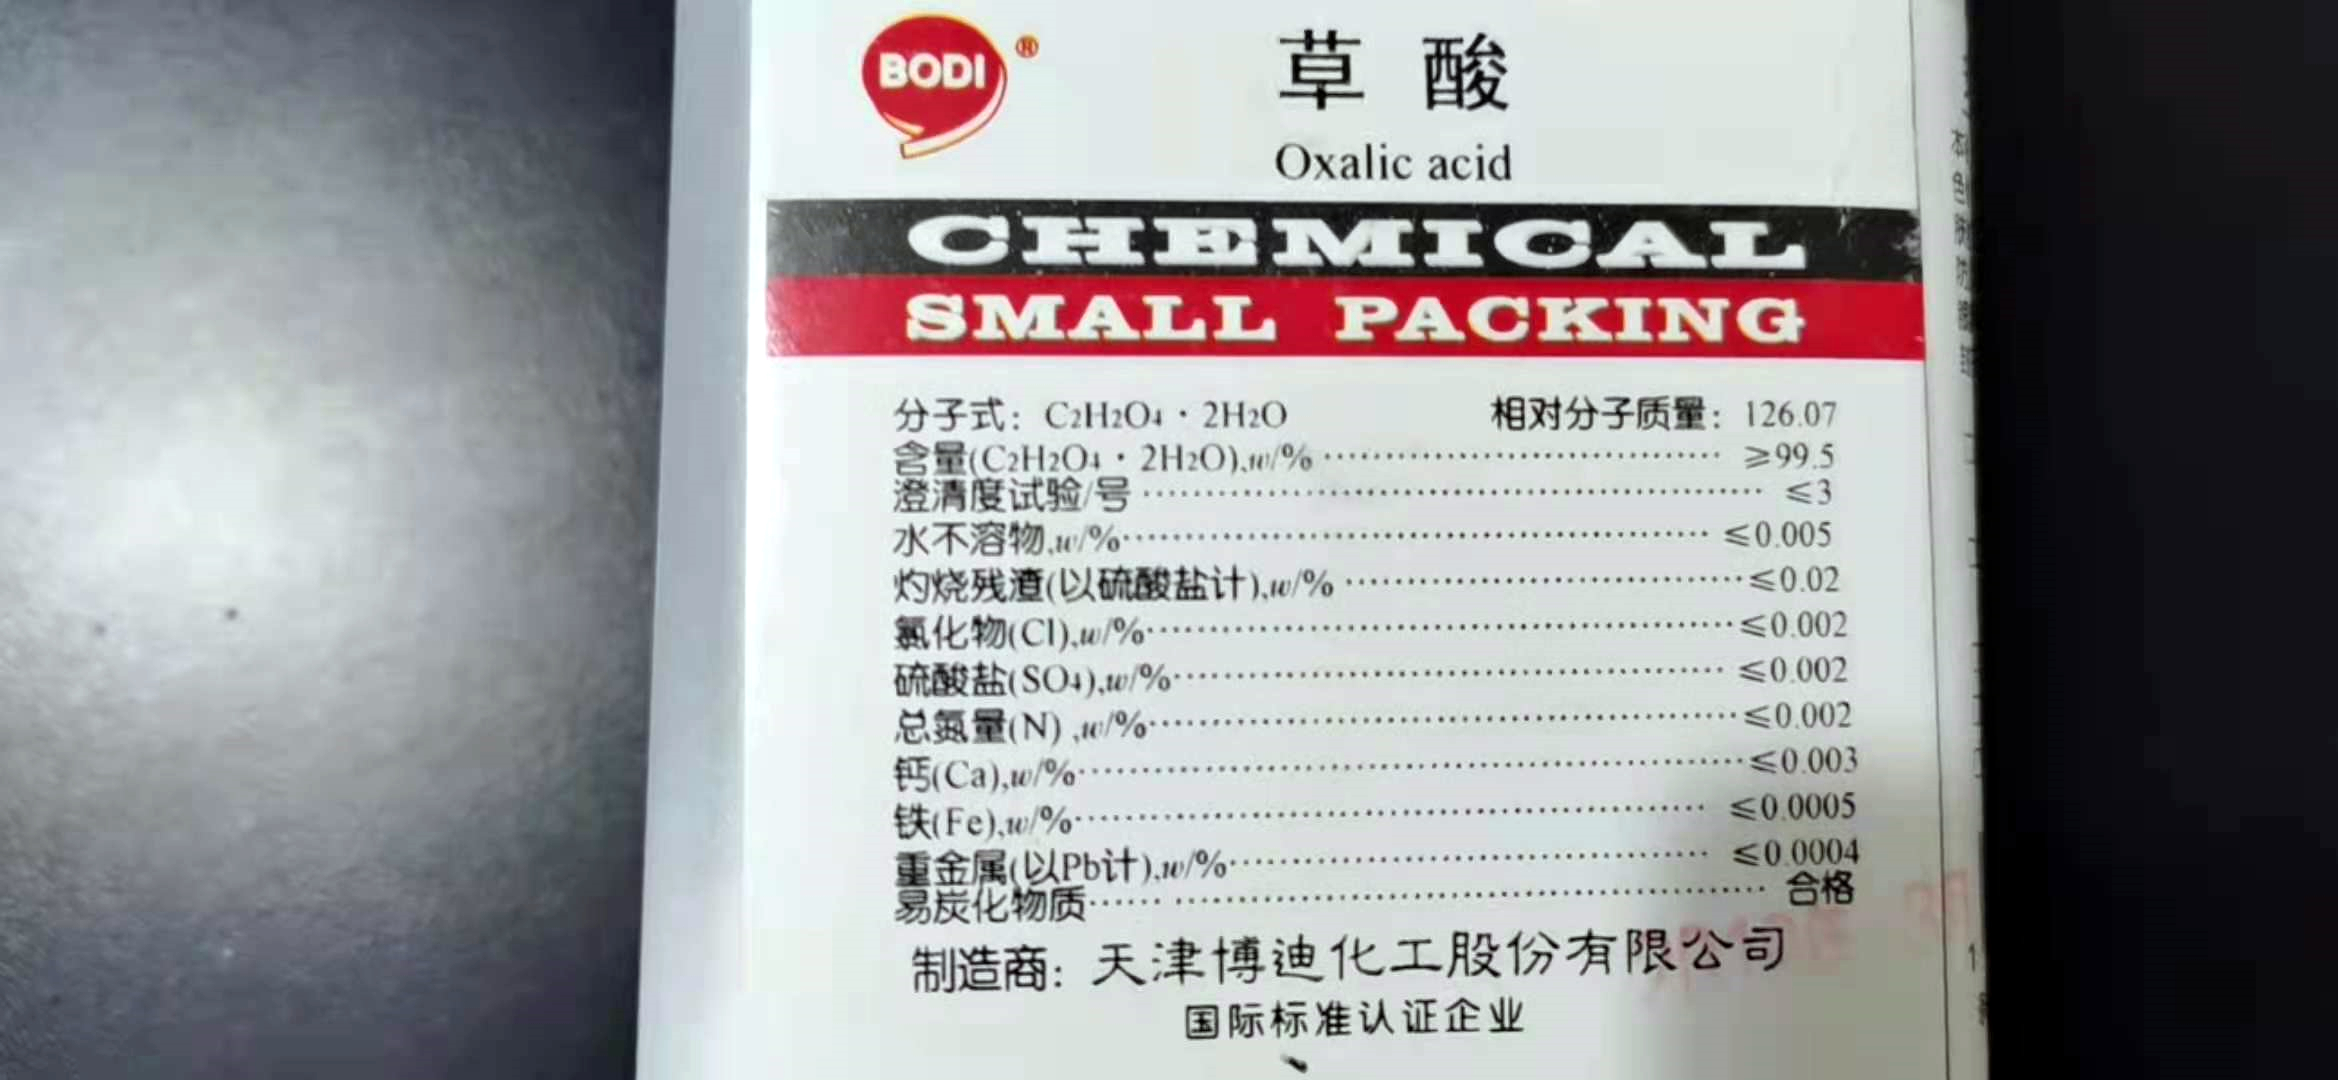 BODI ®
草酸
Oxalic acid
CHEMICAL
SMALL PACKING
分子式: C2H2O4·2H2O 相对分子质量: 126.07
含量(C2H2O4·2H2O),w/% ≥99.5
澄清度试验/号 ≤3
水不溶物,w/% ≤0.005
灼烧残渣(以硫酸盐计),w/% ≤0.02
氯化物(Cl),w/% ≤0.002
硫酸盐(SO4),w/% ≤0.002
总氮量(N) ,w/% ≤0.002
钙(Ca),w/% ≤0.003
铁(Fe),w/% ≤0.0005
重金属(以Pb计),w/% ≤0.0004
易炭化物质 合格
制造商: 天津博迪化工股份有限公司
国际标准认证企业